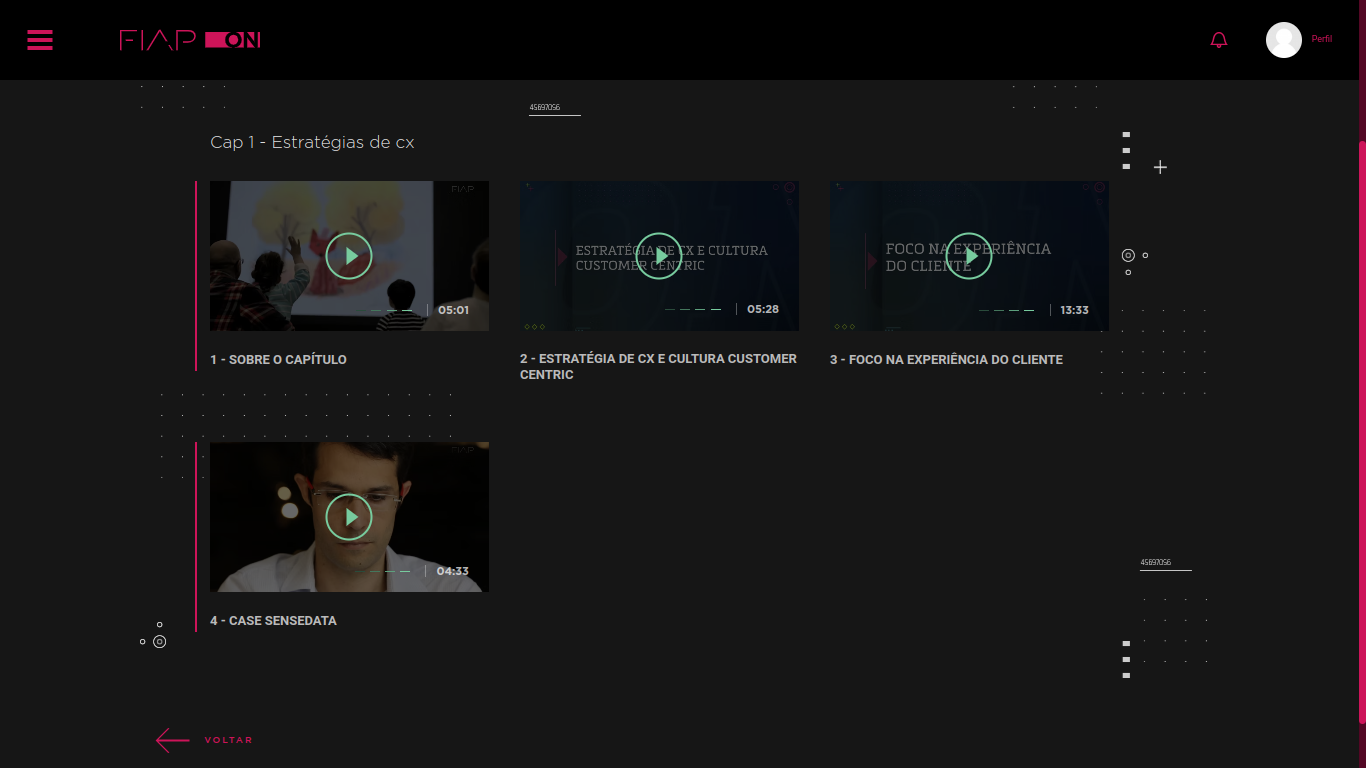 FIAP ON
Perfil
45697056
Cap 1 - Estratégias de cx
FIAP
05:01
ESTRATÉGIA DE CX E CULTURA
CUSTOMER CENTRIC
05:28
FOCO NA EXPERIÊNCIA
DO CLIENTE
13:33
1 - SOBRE O CAPÍTULO
2 - ESTRATÉGIA DE CX E CULTURA CUSTOMER
CENTRIC
3 - FOCO NA EXPERIÊNCIA DO CLIENTE
FIAP
04:33
4 - CASE SENSEDATA
45697056
VOLTAR